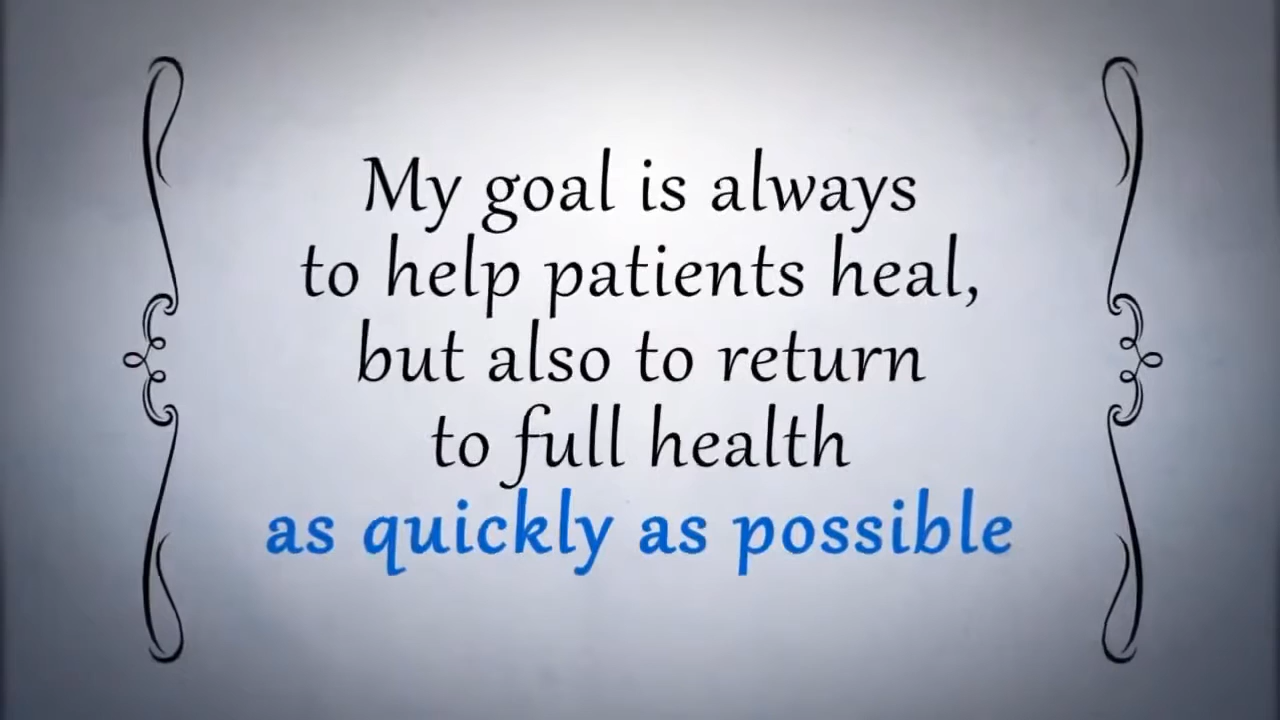 My goal is always
to help patients heal,
but also to return
to full health
as quickly as possible